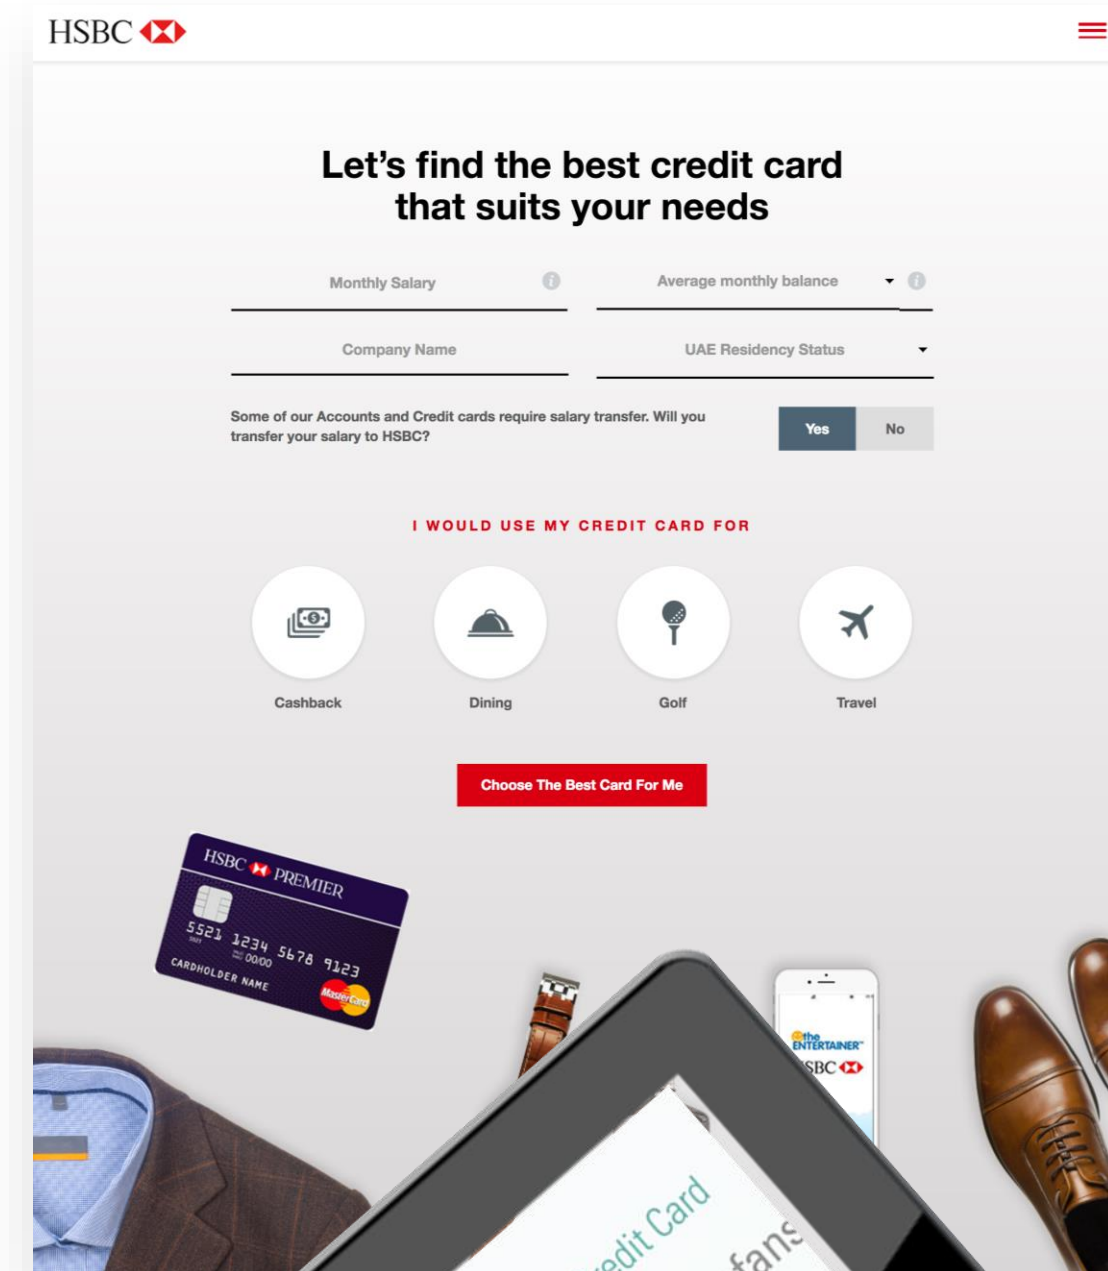 HSBC
Let's find the best credit card
that suits your needs
Monthly Salary
Average monthly balance
Company Name
UAE Residency Status
Some of our Accounts and Credit cards require salary transfer. Will you
transfer your salary to HSBC?
Yes
No
I WOULD USE MY CREDIT CARD FOR
Cashback
Dining
Golf
Travel
Choose The Best Card For Me
HSBC PREMIER
5521 1234 5678 9123
00/00
CARDHOLDER NAME
MasterCard
the
ENTERTAINER
SBC
edit Card
fans